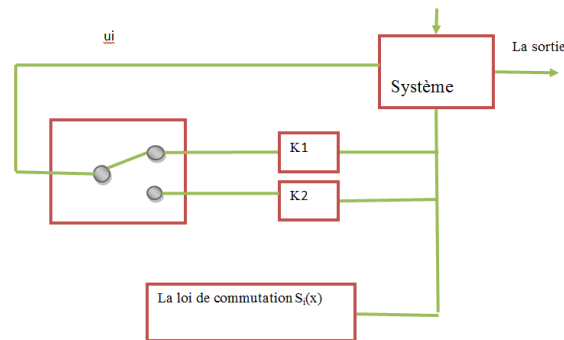 ui
La sortie
Système
K1
K2
La loi de commutation Si(x)